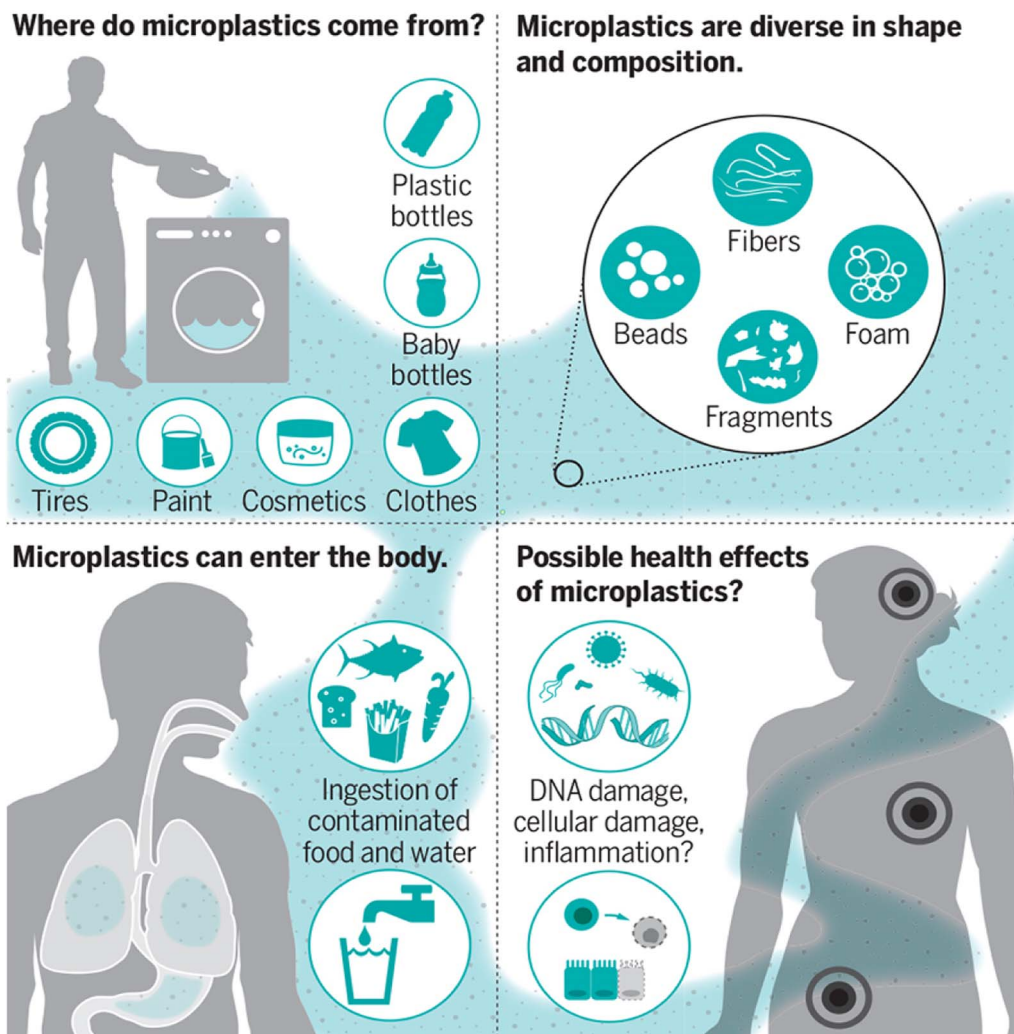 Where do microplastics come from?
Plastic
bottles
Baby
bottles
Tires
Paint
Cosmetics
Clothes
Microplastics are diverse in shape
and composition.
Fibers
Beads
Foam
Fragments
Microplastics can enter the body.
Ingestion of
contaminated
food and water
Possible health effects
of microplastics?
DNA damage,
cellular damage,
inflammation?